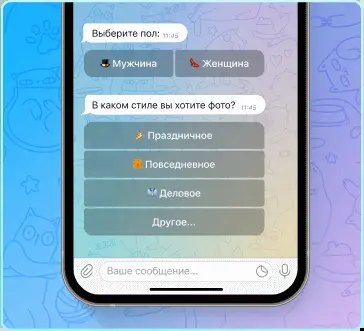 Выберите пол: 11:45
🎩Мужчина
👠Женщина
В каком стиле вы хотите фото? 11:45
🎉Праздничное
Повседневное
Деловое
Другое...
Ваше сообщение...